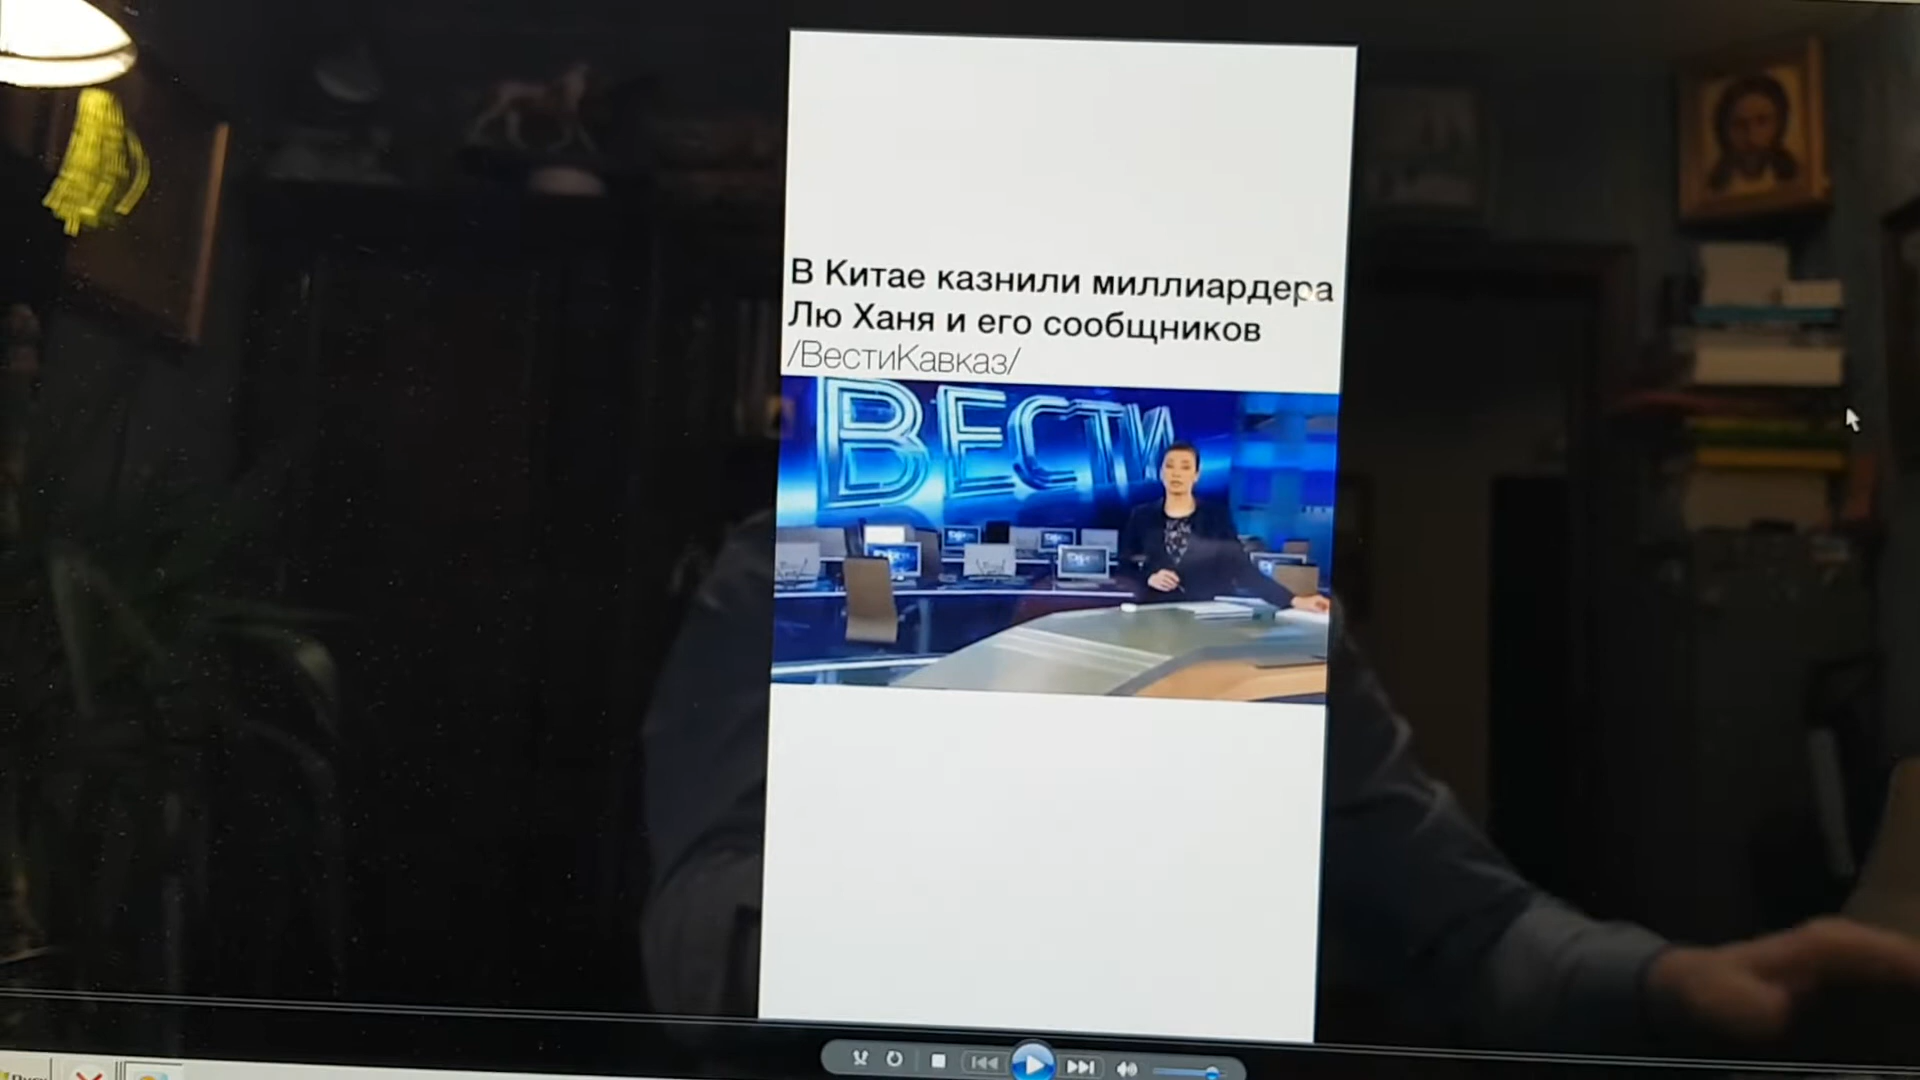 В Китае казнили миллиардера
Лю Ханя и его сообщников
/ВестиКавказ/
ВЕСТИ